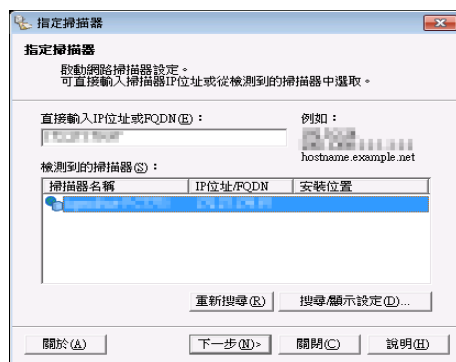 指定掃描器
指定掃描器
啟動網路掃描器設定。
可直接輸入掃描器IP位址或從檢測到的掃描器中選取。
直接輸入IP位址或FQDN(E)：
例如：
hostname.example.net
檢測到的掃描器(S)：
掃描器名稱 IP位址/FQDN 安裝位置
重新搜尋(R) 搜尋/顯示設定(D)...
關於(A) 下一步(N)> 關閉(C) 說明(H)